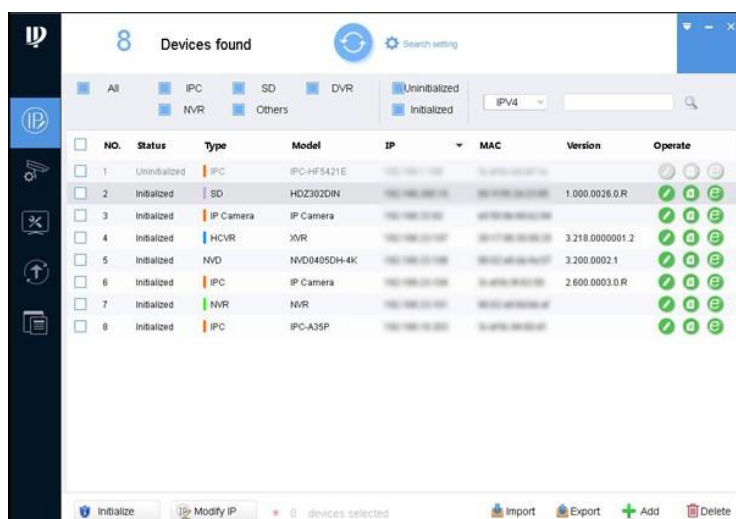 8 Devices found Search setting
All IPC SD DVR Uninitialized
NVR Others Initialized
IPV4
NO. Status Type Model IP MAC Version Operate
1 Uninitialized IPC IPC-HF5421E
2 Initialized SD HDZ302DIN 1.000.0026.0.R
3 Initialized IP Camera IP Camera
4 Initialized HCVR XVR 3.218.0000001.2
5 Initialized NVD NVD0405DH-4K 3.200.0002.1
6 Initialized IPC IP Camera 2.600.0003.0.R
7 Initialized NVR NVR
8 Initialized IPC IPC-A35P
Initialize Modify IP * 0 devices selected Import Export Add Delete